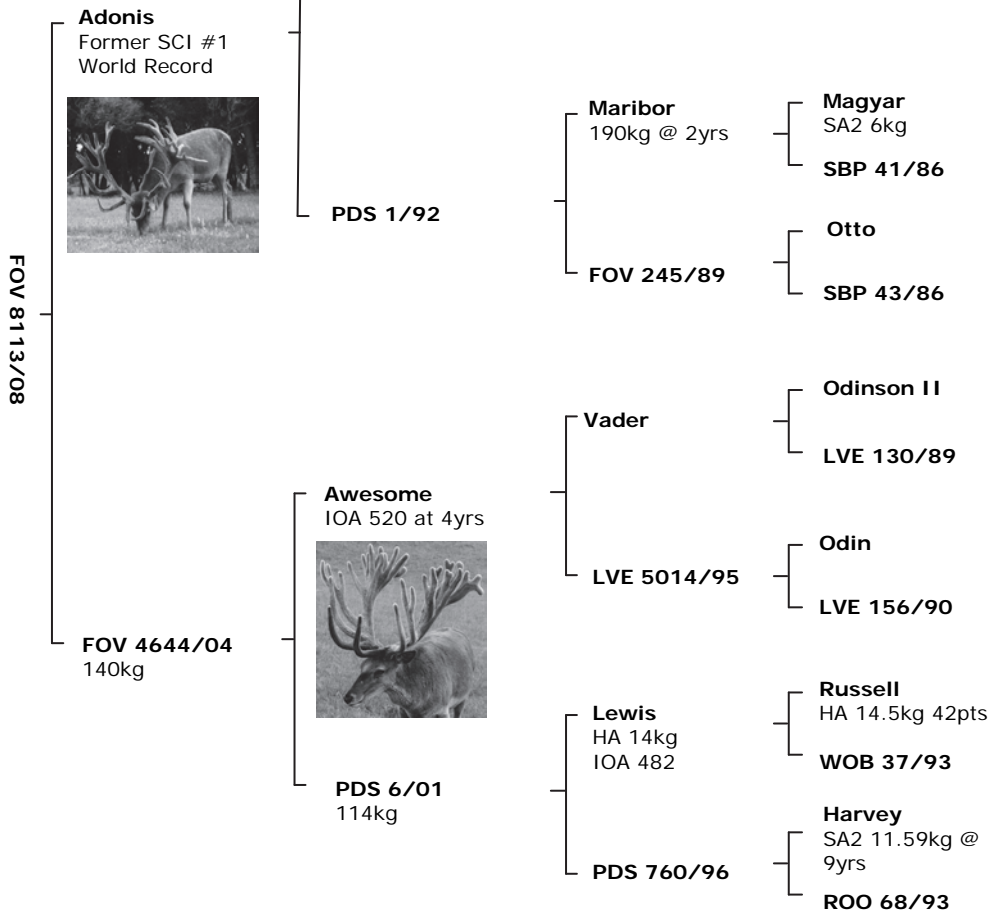 Adonis
Former SCI #1
World Record
Maribor
190kg @ 2yrs
Magyar
SA2 6kg
SBP 41/86
PDS 1/92
Otto
FOV 245/89
SBP 43/86
FOV 8113/08
Odinson II
Vader
LVE 130/89
Awesome
IOA 520 at 4yrs
Odin
LVE 5014/95
LVE 156/90
FOV 4644/04
140kg
Russell
HA 14.5kg 42pts
Lewis
HA 14kg
IOA 482
WOB 37/93
PDS 6/01
114kg
Harvey
SA2 11.59kg @
9yrs
PDS 760/96
ROO 68/93